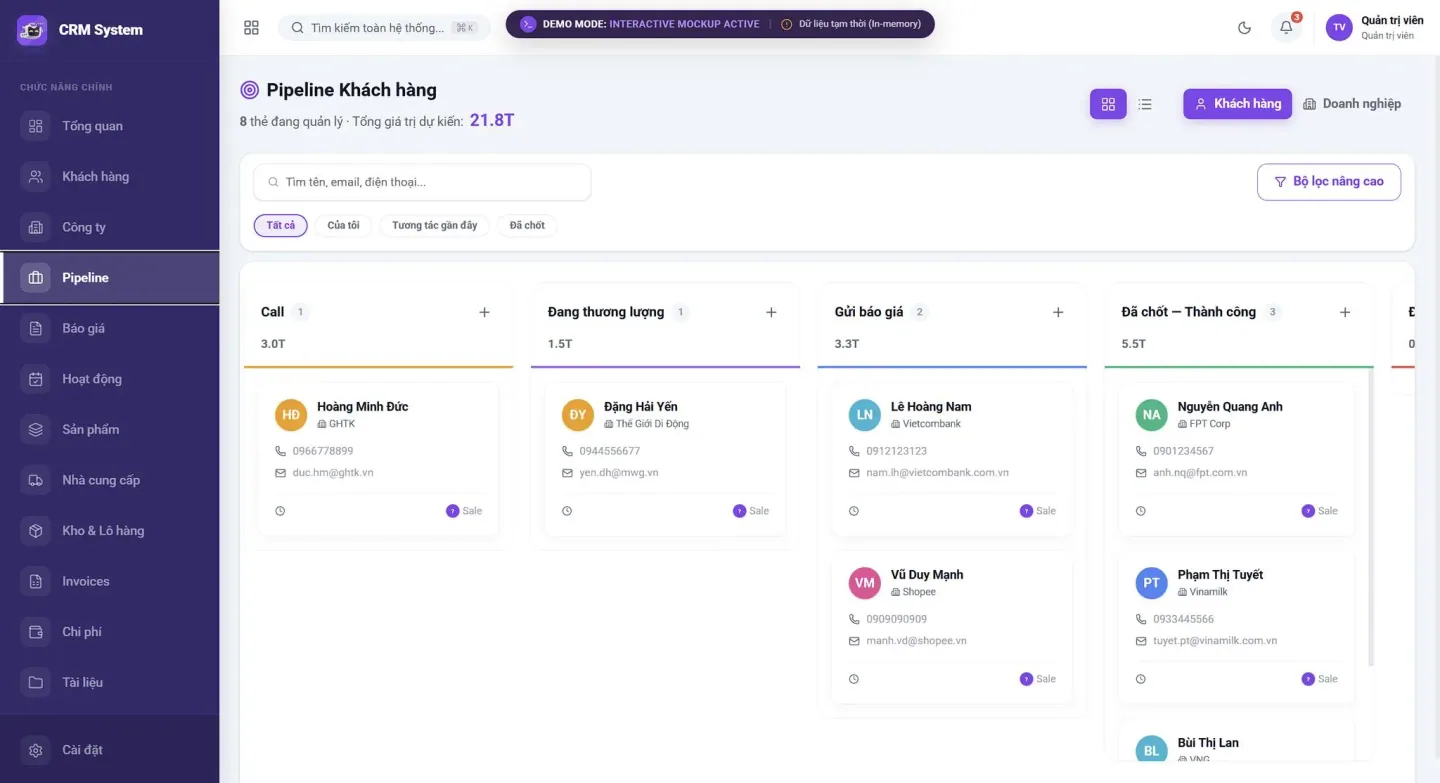 CRM System
CHỨC NĂNG CHÍNH
Tổng quan
Khách hàng
Công ty
Pipeline
Báo giá
Hoạt động
Sản phẩm
Nhà cung cấp
Kho & Lô hàng
Invoices
Chi phí
Tài liệu
Cài đặt
Tìm kiếm toàn hệ thống... ⌘K
DEMO MODE: INTERACTIVE MOCKUP ACTIVE Dữ liệu tạm thời (In-memory)
3
TV
Quản trị viên
Quản trị viên
Pipeline Khách hàng
8 thẻ đang quản lý · Tổng giá trị dự kiến: 21.8T
Khách hàng
Doanh nghiệp
Tìm tên, email, điện thoại...
Bộ lọc nâng cao
Tất cả
Của tôi
Tương tác gần đây
Đã chốt
Call 1
3.0T
HĐ
Hoàng Minh Đức
GHTK
0966778899
duc.hm@ghtk.vn
? Sale
Đang thương lượng 1
1.5T
ĐY
Đặng Hải Yến
Thế Giới Di Động
0944556677
yen.dh@mwg.vn
? Sale
Gửi báo giá 2
3.3T
LN
Lê Hoàng Nam
Vietcombank
0912123123
nam.lh@vietcombank.com.vn
? Sale
VM
Vũ Duy Mạnh
Shopee
0909090909
manh.vd@shopee.vn
? Sale
Đã chốt — Thành công 3
5.5T
NA
Nguyễn Quang Anh
FPT Corp
0901234567
anh.nq@fpt.com.vn
? Sale
PT
Phạm Thị Tuyết
Vinamilk
0933445566
tuyet.pt@vinamilk.com.vn
? Sale
BL
Bùi Thị Lan
VNG